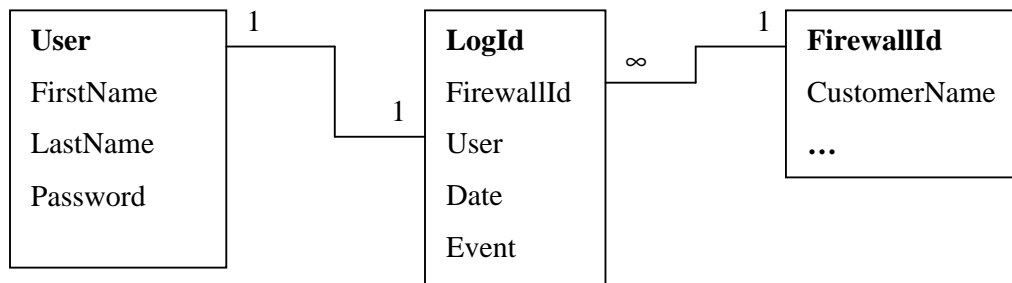 User
FirstName
LastName
Password
1
1
LogId
FirewallId
User
Date
Event
∞
1
FirewallId
CustomerName
...